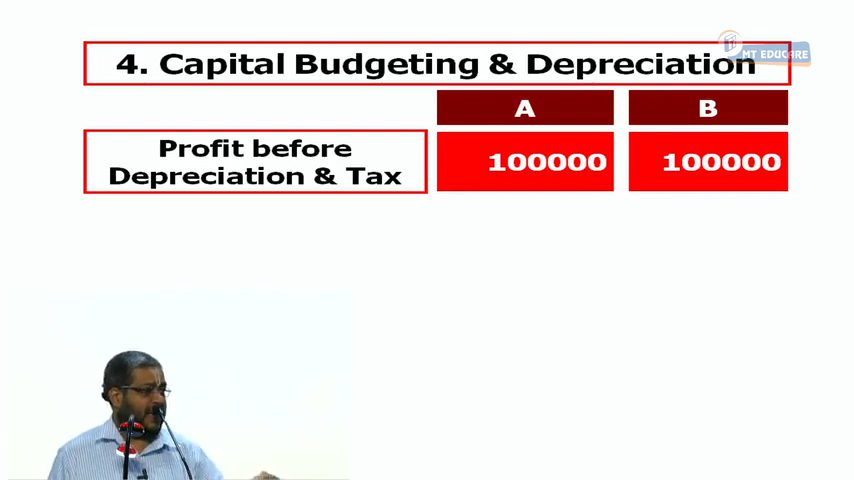 MT EDUCARE
4. Capital Budgeting & Depreciation
A B
Profit before
Depreciation & Tax
100000 100000